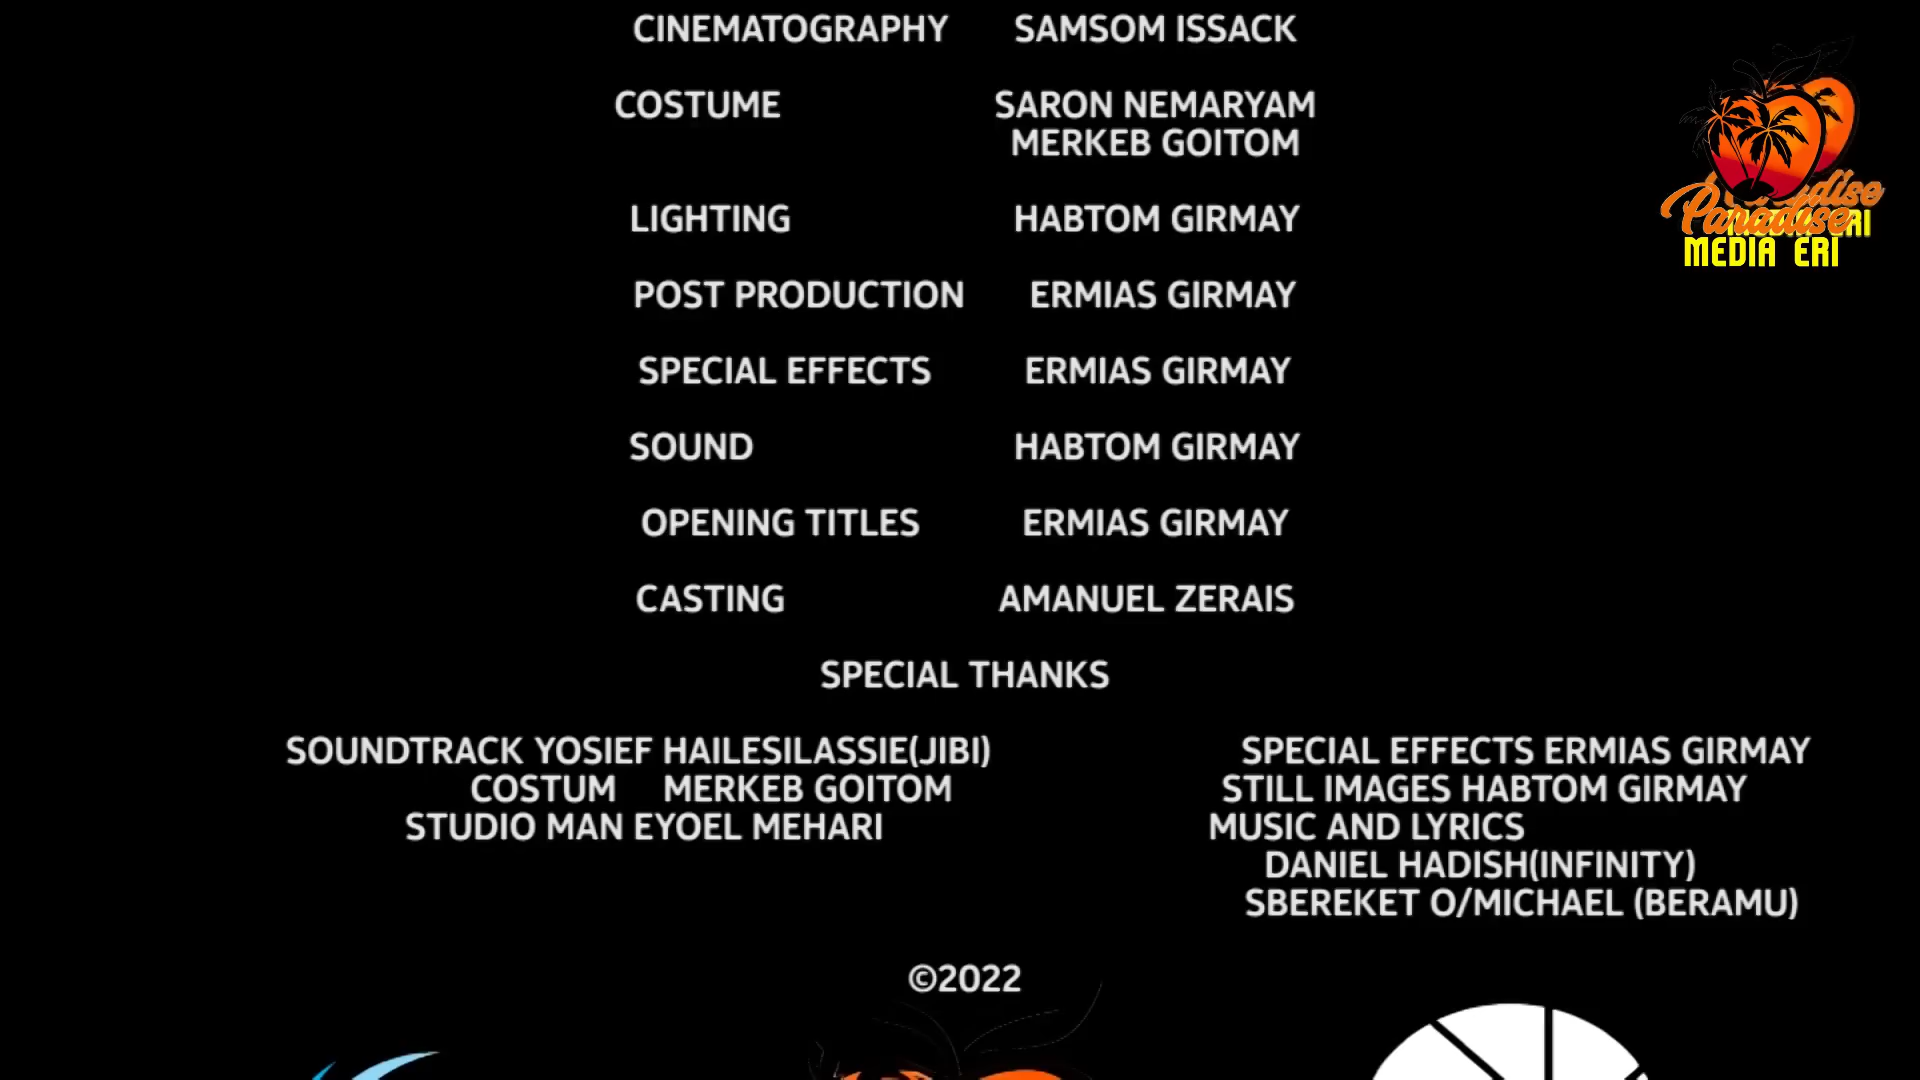 CINEMATOGRAPHY SAMSOM ISSACK
COSTUME SARON NEMARYAM
MERKEB GOITOM
LIGHTING HABTOM GIRMAY
POST PRODUCTION ERMIAS GIRMAY
SPECIAL EFFECTS ERMIAS GIRMAY
SOUND HABTOM GIRMAY
OPENING TITLES ERMIAS GIRMAY
CASTING AMANUEL ZERAIS
SPECIAL THANKS
SOUNDTRACK YOSIEF HAILESILASSIE(JIBI)
COSTUM MERKEB GOITOM
STUDIO MAN EYOEL MEHARI
SPECIAL EFFECTS ERMIAS GIRMAY
STILL IMAGES HABTOM GIRMAY
MUSIC AND LYRICS
DANIEL HADISH(INFINITY)
SBEREKET O/MICHAEL (BERAMU)
©2022
Paradise
MEDIA ERI